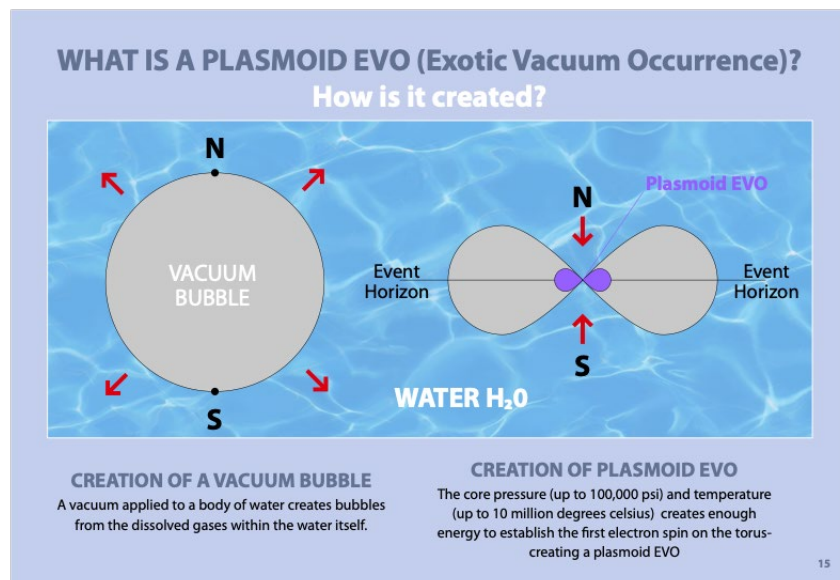 WHAT IS A PLASMOID EVO (Exotic Vacuum Occurrence)?
How is it created?
N
VACUUM
BUBBLE
S
Plasmoid EVO
N
Event
Horizon
Event
Horizon
S
WATER H₂0
CREATION OF A VACUUM BUBBLE
A vacuum applied to a body of water creates bubbles
from the dissolved gases within the water itself.
CREATION OF PLASMOID EVO
The core pressure (up to 100,000 psi) and temperature
(up to 10 million degrees celsius) creates enough
energy to establish the first electron spin on the torus-
creating a plasmoid EVO
15